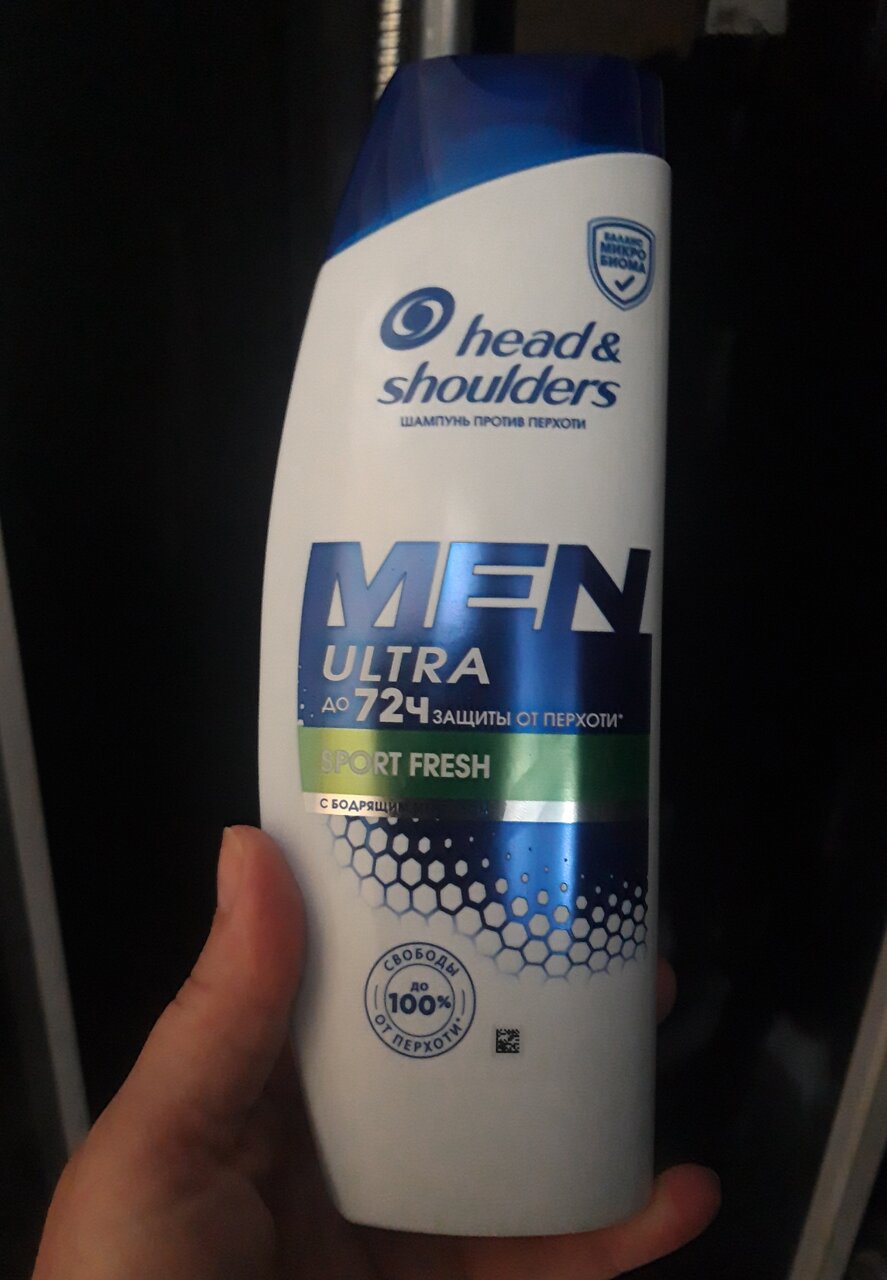 БАЛАНС
МИКРО
БИОМА
head &
shoulders
ШАМПУНЬ ПРОТИВ ПЕРХОТИ
MEN
ULTRA
ДО 72Ч ЗАЩИТЫ ОТ ПЕРХОТИ*
SPORT FRESH
С БОДРЯЩИМ
СВОБОДЫ
ДО
100%
ОТ ПЕРХОТИ*